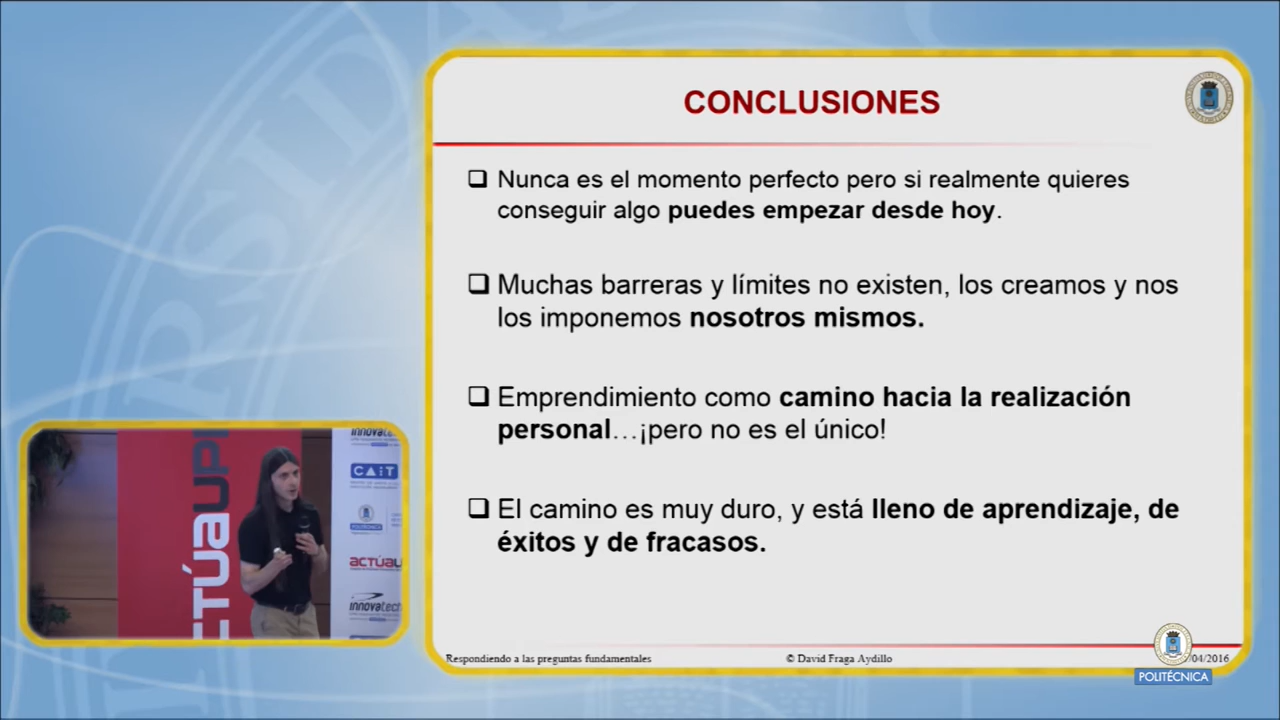 CONCLUSIONES
❑ Nunca es el momento perfecto pero si realmente quieres
conseguir algo puedes empezar desde hoy.
❑ Muchas barreras y límites no existen, los creamos y nos
los imponemos nosotros mismos.
❑ Emprendimiento como camino hacia la realización
personal…¡pero no es el único!
❑ El camino es muy duro, y está lleno de aprendizaje, de
éxitos y de fracasos.
Respondiendo a las preguntas fundamentales
© David Fraga Aydillo
/04/2016
POLITÉCNICA
innovatech
CAIT
POLITÉCNICA
ACTÚAU
innovatech
CTÚAUPM